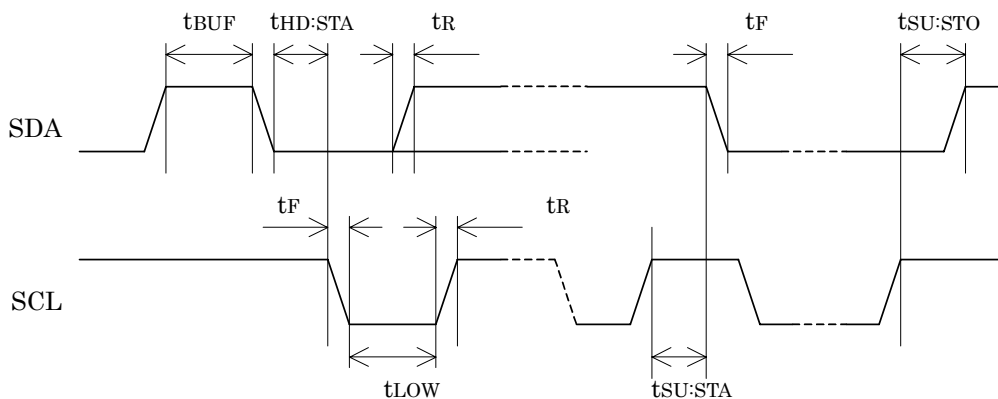 tBUF tHD:STA tR tF tSU:STO
SDA
tF tR
SCL
tLOW tSU:STA